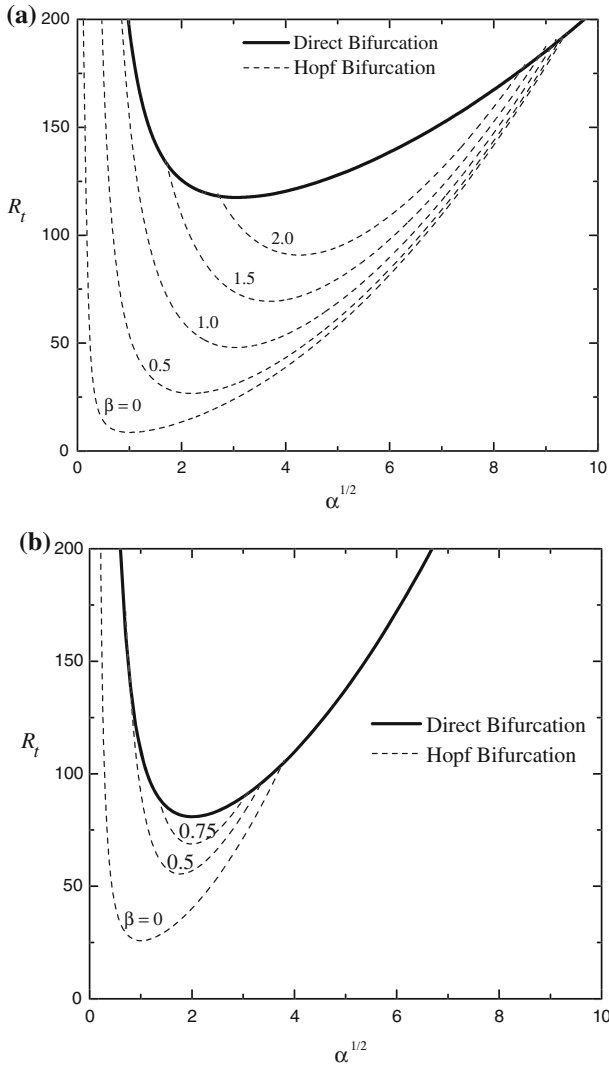 (a)
200
150
100
50
0
R_t
Direct Bifurcation
Hopf Bifurcation
2.0
1.5
1.0
0.5
β = 0
0 2 4 6 8 10
α^{1/2}
(b)
200
150
100
50
0
R_t
Direct Bifurcation
Hopf Bifurcation
0.75
0.5
β = 0
0 2 4 6 8 10
α^{1/2}